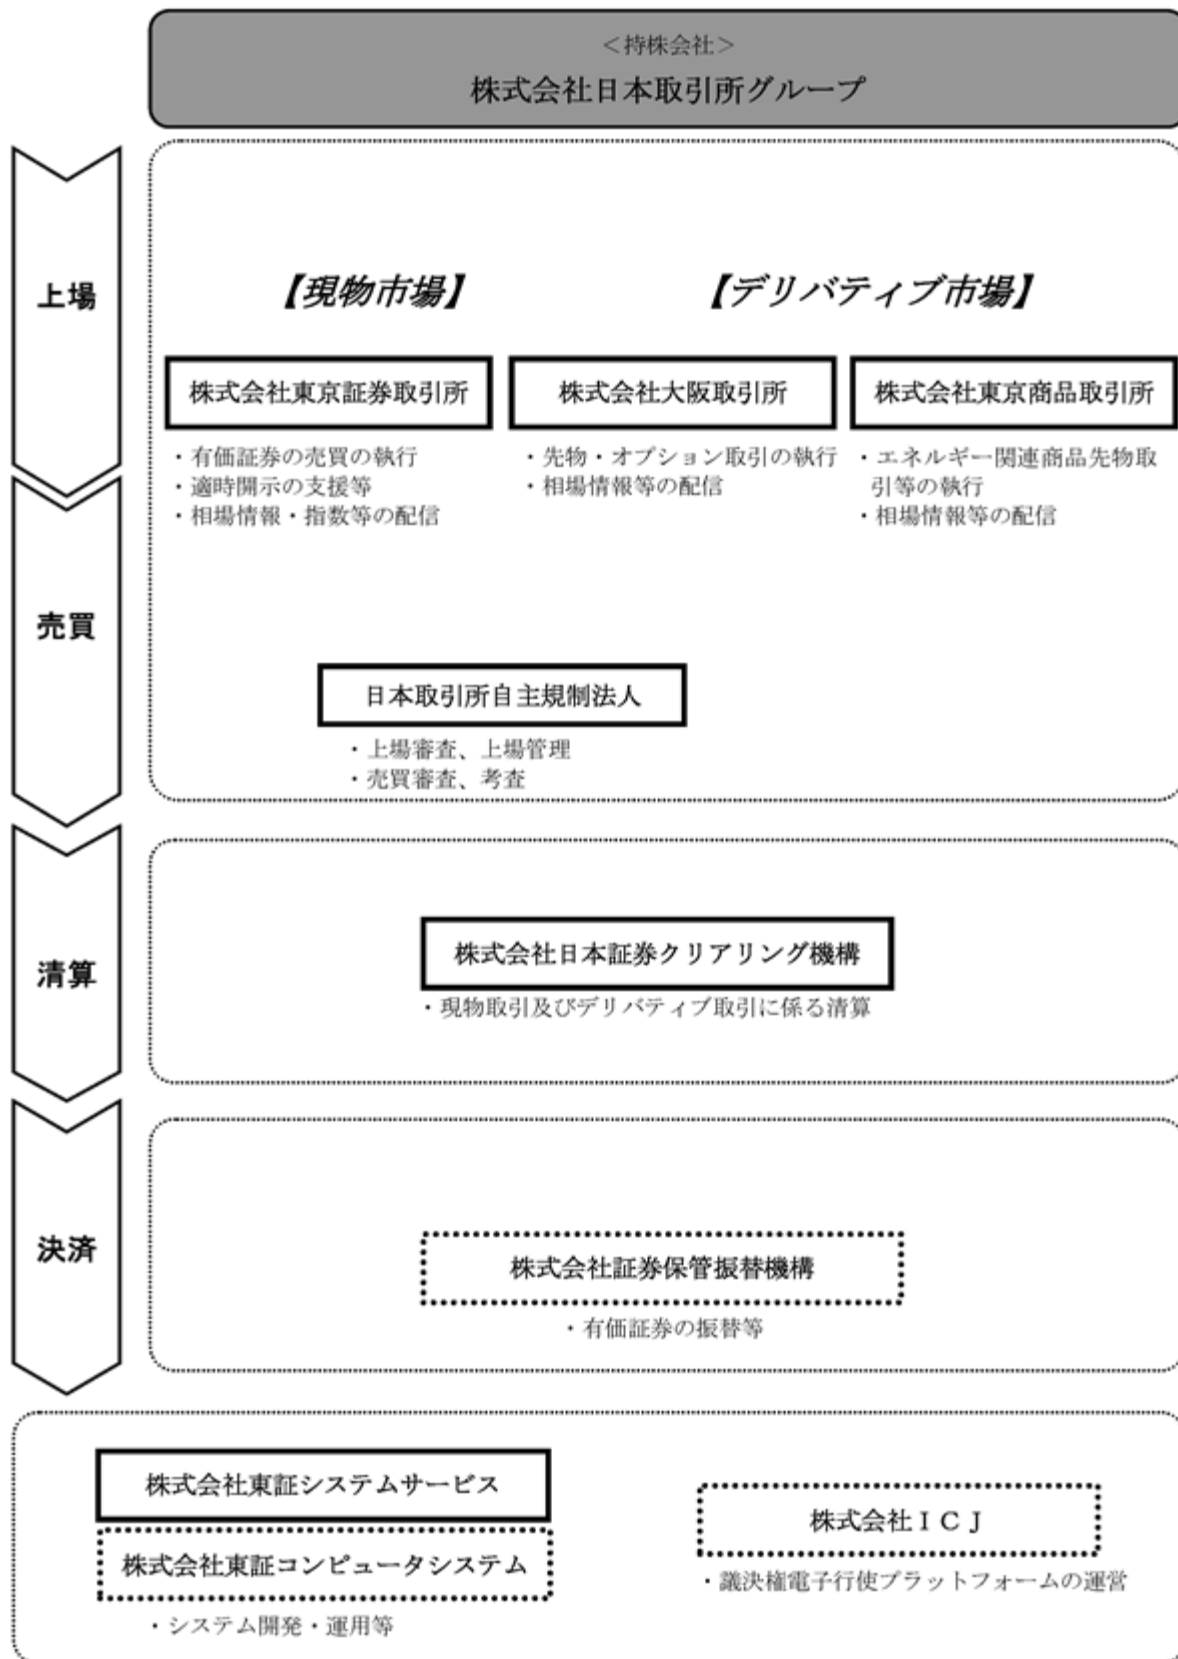 ＜持株会社＞
株式会社日本取引所グループ
上場
【現物市場】
【デリバティブ市場】
株式会社東京証券取引所
株式会社大阪取引所
株式会社東京商品取引所
・有価証券の売買の執行
・適時開示の支援等
・相場情報・指数等の配信
・先物・オプション取引の執行
・相場情報等の配信
・エネルギー関連商品先物取
引等の執行
・相場情報等の配信
売買
日本取引所自主規制法人
・上場審査、上場管理
・売買審査、考査
清算
株式会社日本証券クリアリング機構
・現物取引及びデリバティブ取引に係る清算
決済
株式会社証券保管振替機構
・有価証券の振替等
株式会社東証システムサービス
株式会社東証コンピュータシステム
・システム開発・運用等
株式会社ＩＣＪ
・議決権電子行使プラットフォームの運営